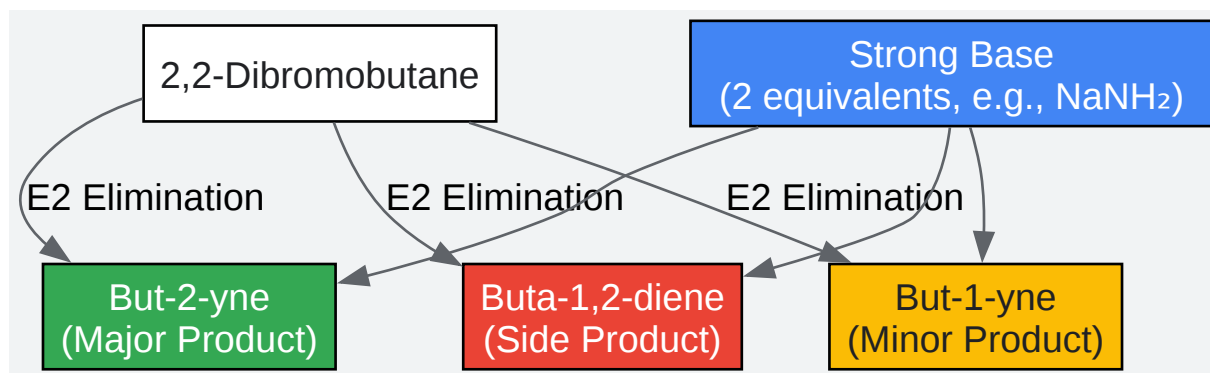 2,2-Dibromobutane
Strong Base
(2 equivalents, e.g., NaNH₂)
E2 Elimination
E2 Elimination
E2 Elimination
But-2-yne
(Major Product)
Buta-1,2-diene
(Side Product)
But-1-yne
(Minor Product)